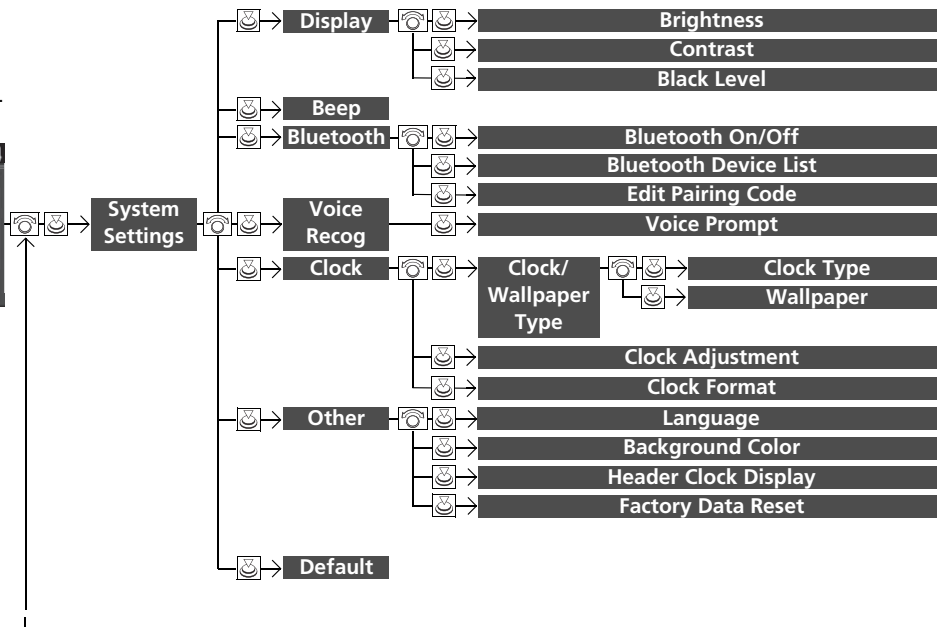 Display
Brightness
Contrast
Black Level
Beep
Bluetooth
Bluetooth On/Off
Bluetooth Device List
Edit Pairing Code
System
Settings
Voice
Recog
Voice Prompt
Clock
Clock/
Wallpaper
Type
Clock Type
Wallpaper
Clock Adjustment
Clock Format
Other
Language
Background Color
Header Clock Display
Factory Data Reset
Default